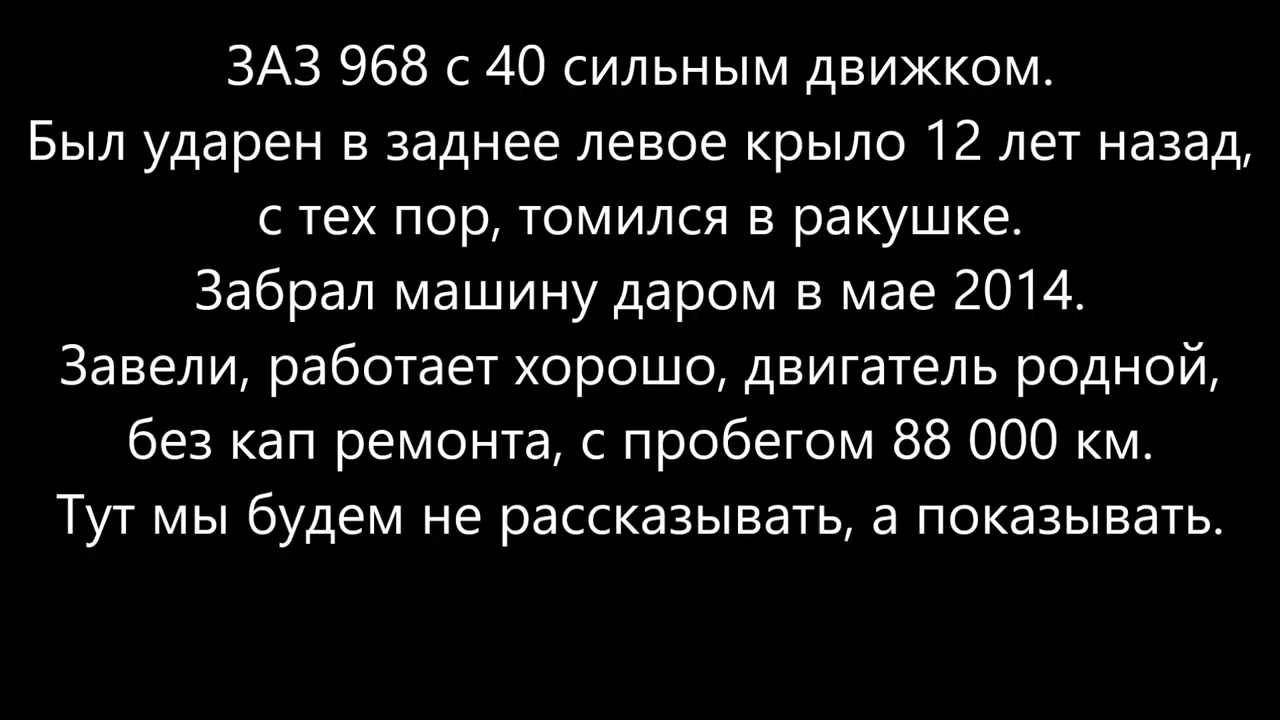 ЗАЗ 968 с 40 сильным движком.
Был ударен в заднее левое крыло 12 лет назад,
с тех пор, томился в ракушке.
Забрал машину даром в мае 2014.
Завели, работает хорошо, двигатель родной,
без кап ремонта, с пробегом 88 000 км.
Тут мы будем не рассказывать, а показывать.